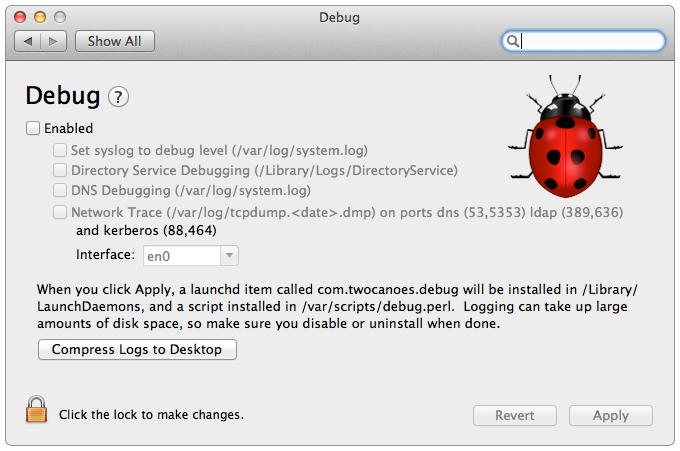 Debug
Show All
Debug ?
Enabled
Set syslog to debug level (/var/log/system.log)
Directory Service Debugging (/Library/Logs/DirectoryService)
DNS Debugging (/var/log/system.log)
Network Trace (/var/log/tcpdump.<date>.dmp) on ports dns (53,5353) ldap (389,636)
and kerberos (88,464)
Interface: en0
When you click Apply, a launchd item called com.twocanoes.debug will be installed in /Library/
LaunchDaemons, and a script installed in /var/scripts/debug.perl. Logging can take up large
amounts of disk space, so make sure you disable or uninstall when done.
Compress Logs to Desktop
Click the lock to make changes.
Revert Apply